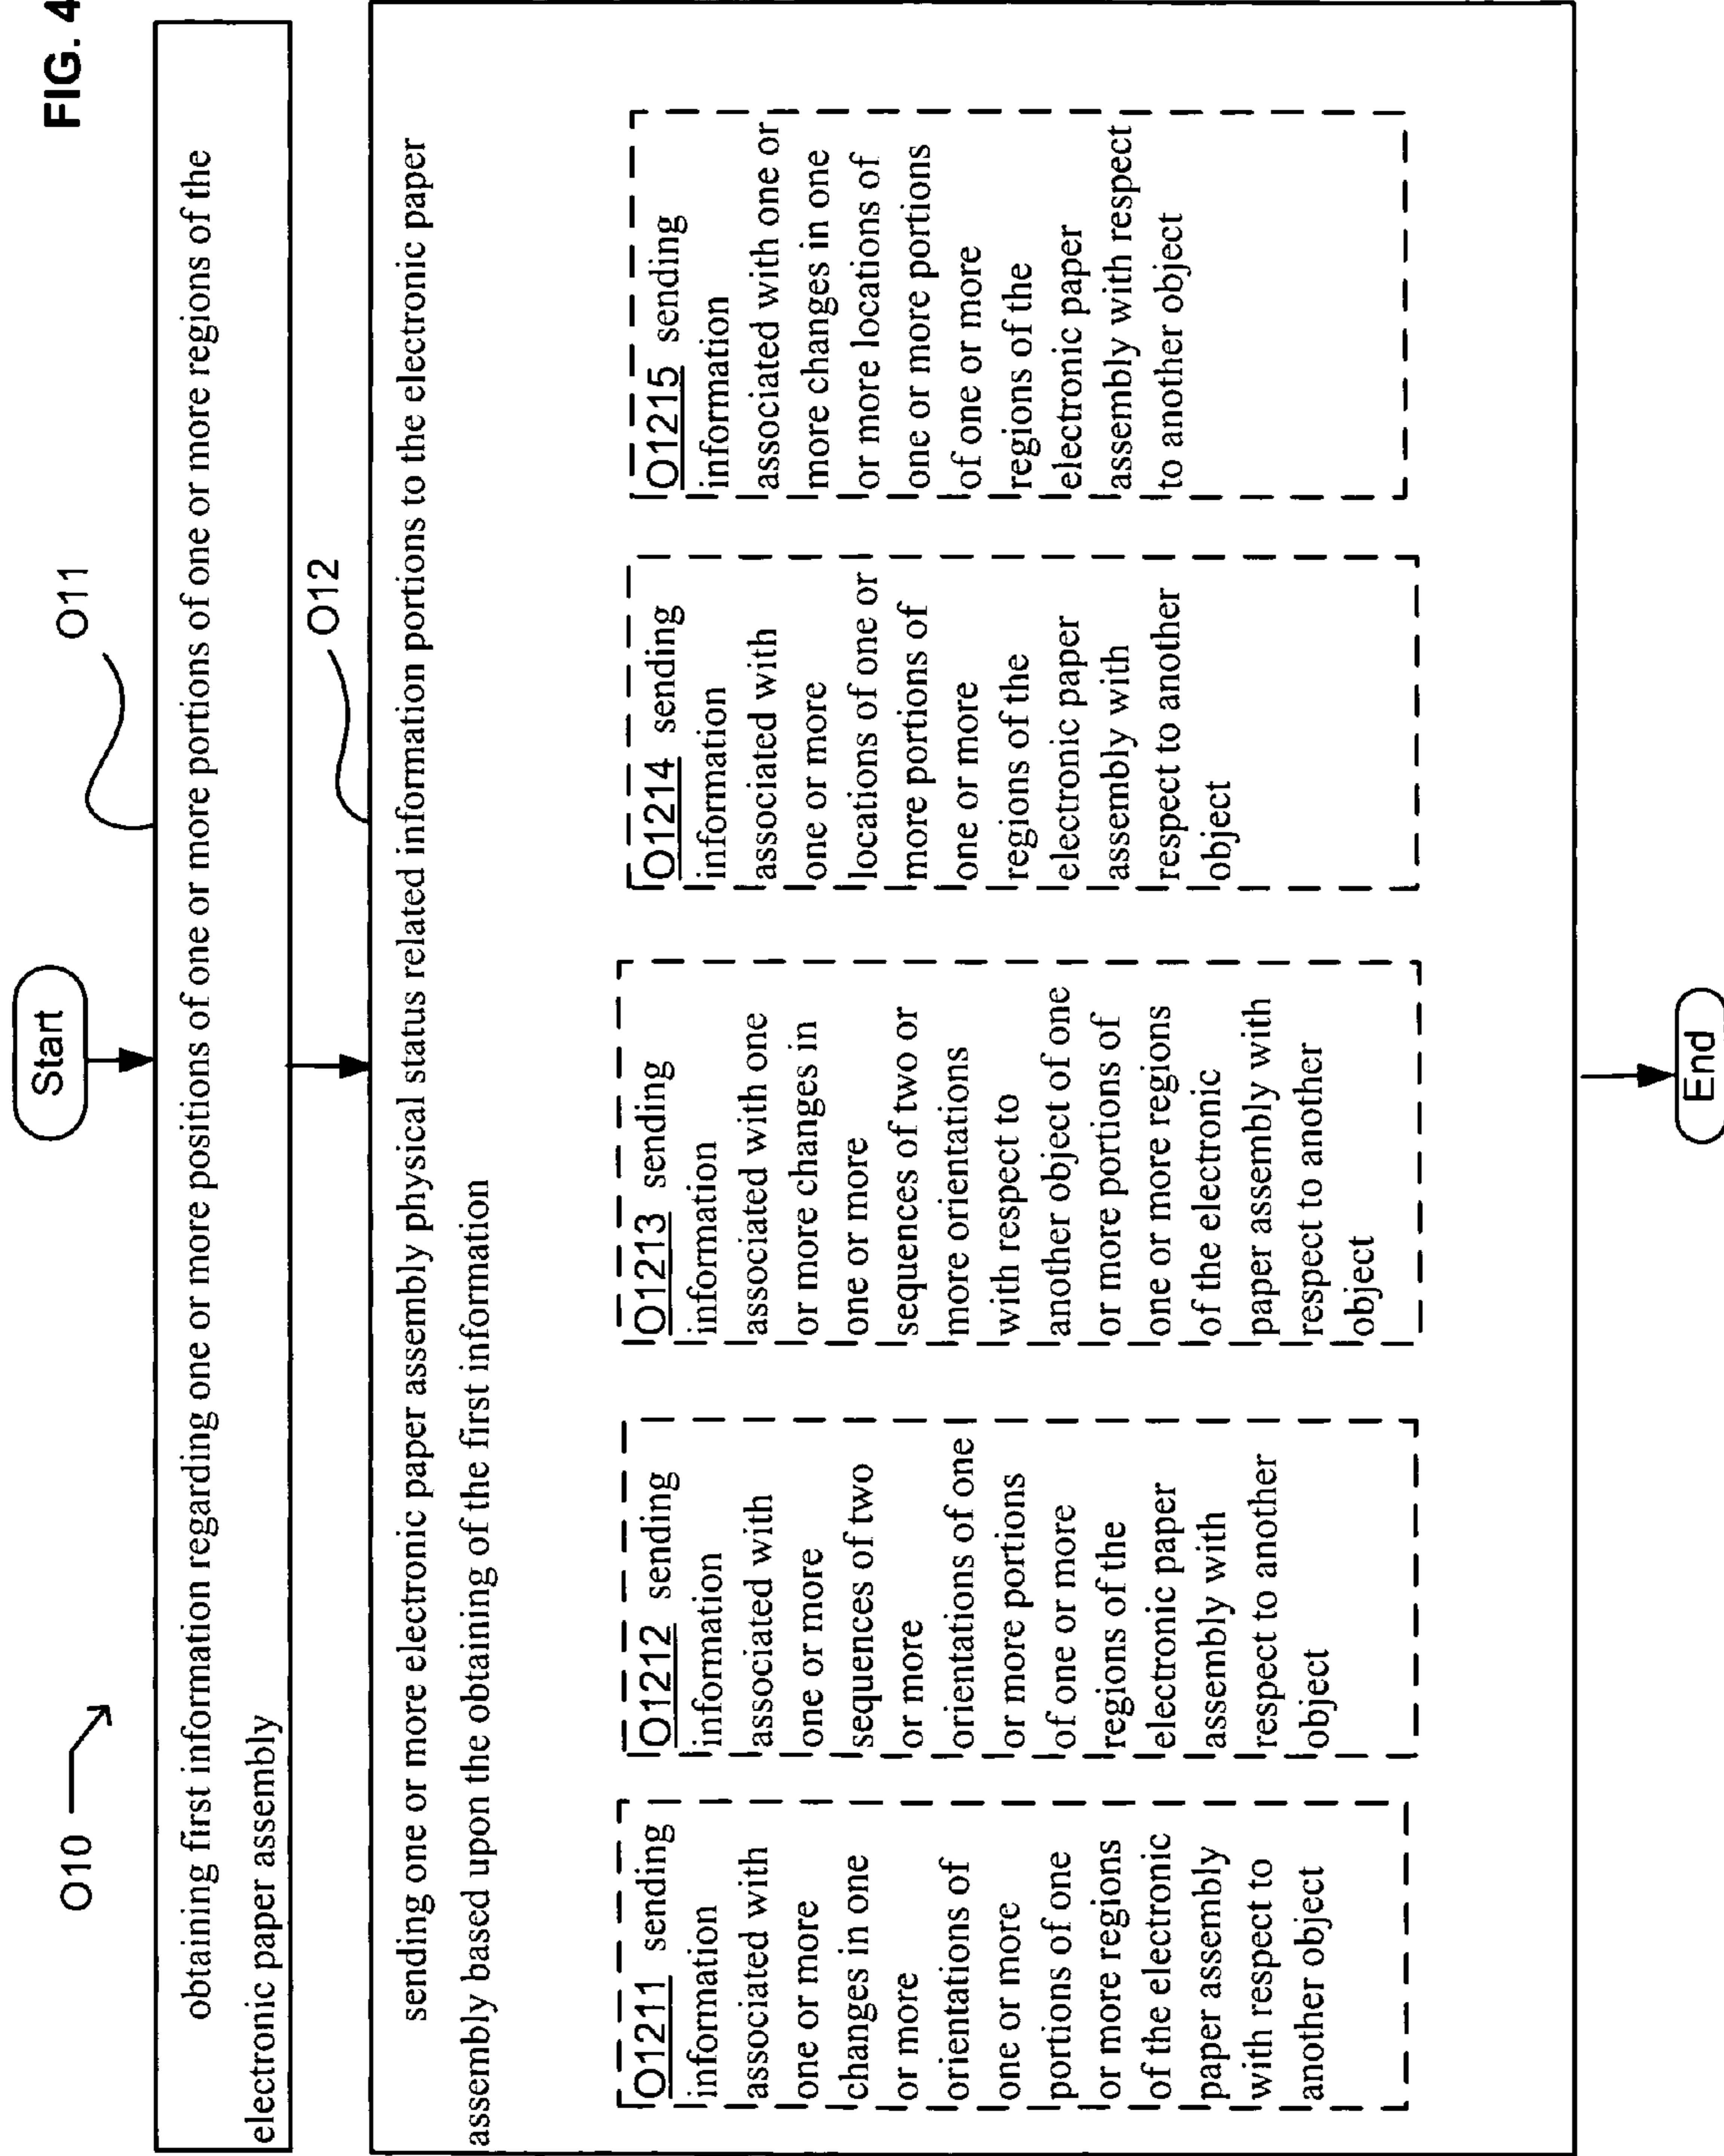 FIG. 4
Start
O10
O11
obtaining first information regarding one or more positions of one or more portions of one or more regions of the
electronic paper assembly
O12
sending one or more electronic paper assembly physical status related information portions to the electronic paper
assembly based upon the obtaining of the first information
O1211 sending
information
associated with
one or more
changes in one
or more
orientations of
one or more
portions of one
or more regions
of the electronic
paper assembly
with respect to
another object
O1212 sending
information
associated with
one or more
sequences of two
or more
orientations of one
or more portions
of one or more
regions of the
electronic paper
assembly with
respect to another
object
O1213 sending
information
associated with one
or more changes in
one or more
sequences of two or
more orientations
with respect to
another object of one
or more portions of
one or more regions
of the electronic
paper assembly with
respect to another
object
O1214 sending
information
associated with
one or more
locations of one or
more portions of
one or more
regions of the
electronic paper
assembly with
respect to another
object
O1215 sending
information
associated with one or
more changes in one
or more locations of
one or more portions
of one or more
regions of the
electronic paper
assembly with respect
to another object
End